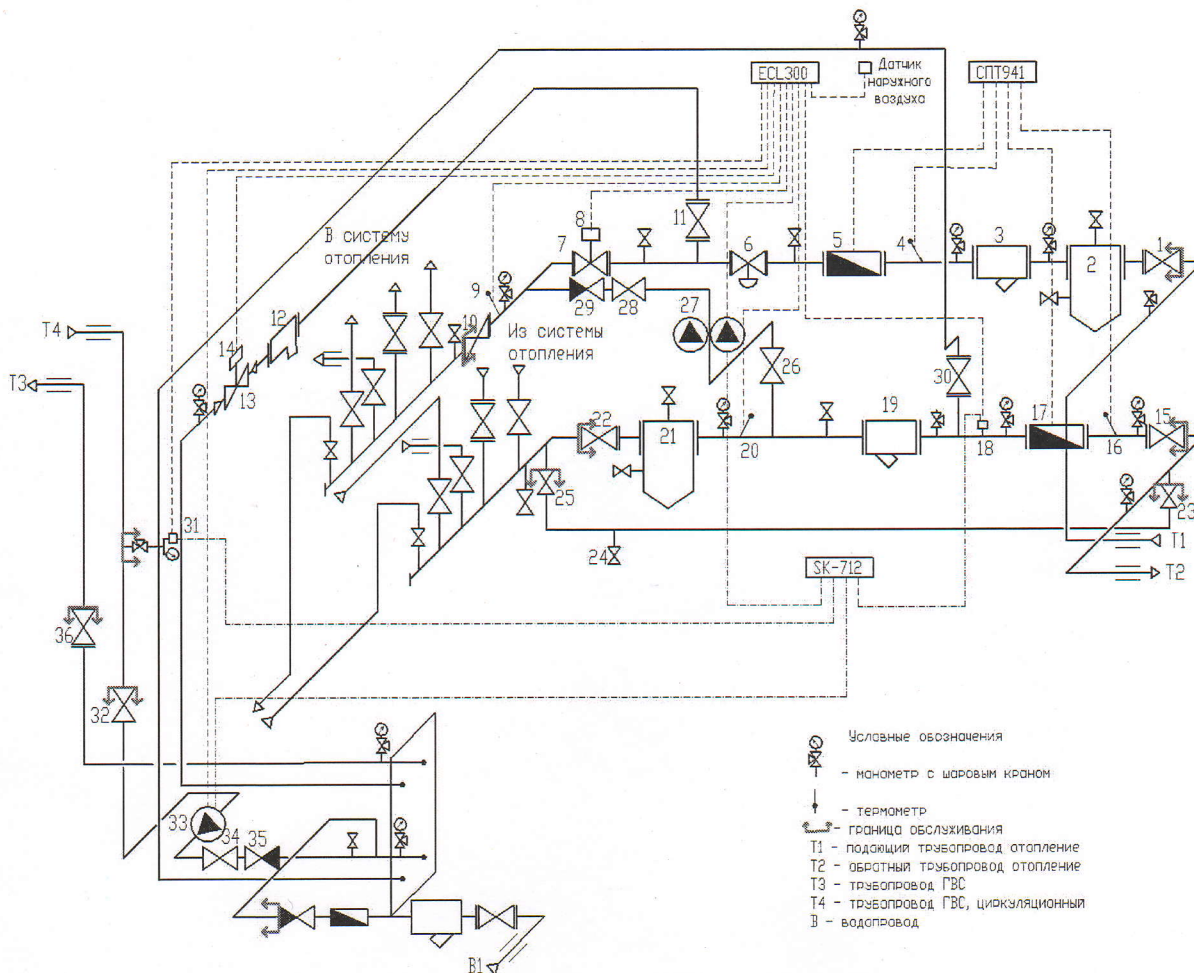 ECL300
Датчик
наружного
воздуха
СПТ941
В систему
отопления
Из системы
отопления
1
2
3
4
5
6
7
8
9
10
11
12
13
14
15
16
17
18
19
20
21
22
23
24
25
26
27
28
29
30
31
32
33
34
35
36
T4
T3
T1
T2
SK-712
В1
Условные обозначения
- манометр с шаровым краном
- термометр
- граница обслуживания
T1 - подающий трубопровод отопление
T2 - обратный трубопровод отопление
T3 - трубопровод ГВС
T4 - трубопровод ГВС, циркуляционный
В - водопровод